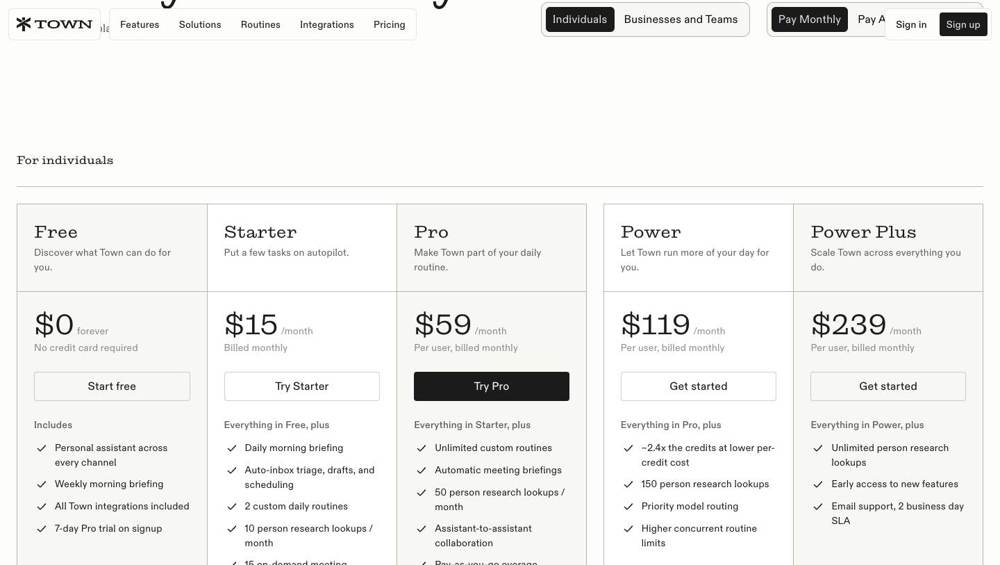 TOWN
Features
Solutions
Routines
Integrations
Pricing
Individuals
Businesses and Teams
Pay Monthly
Sign in
Sign up
For individuals
Free
Discover what Town can do for
you.
$0 forever
No credit card required
Start free
Includes
Personal assistant across
every channel
Weekly morning briefing
All Town integrations included
7-day Pro trial on signup
Starter
Put a few tasks on autopilot.
$15 /month
Billed monthly
Try Starter
Everything in Free, plus
Daily morning briefing
Auto-inbox triage, drafts, and
scheduling
2 custom daily routines
10 person research lookups /
month
15 on-demand meeting
Pro
Make Town part of your daily
routine.
$59 /month
Per user, billed monthly
Try Pro
Everything in Starter, plus
Unlimited custom routines
Automatic meeting briefings
50 person research lookups /
month
Assistant-to-assistant
collaboration
Pay-as-you-go overage
Power
Let Town run more of your day for
you.
$119 /month
Per user, billed monthly
Get started
Everything in Pro, plus
~2.4x the credits at lower per-
credit cost
150 person research lookups
Priority model routing
Higher concurrent routine
limits
Power Plus
Scale Town across everything you
do.
$239 /month
Per user, billed monthly
Get started
Everything in Power, plus
Unlimited person research
lookups
Early access to new features
Email support, 2 business day
SLA